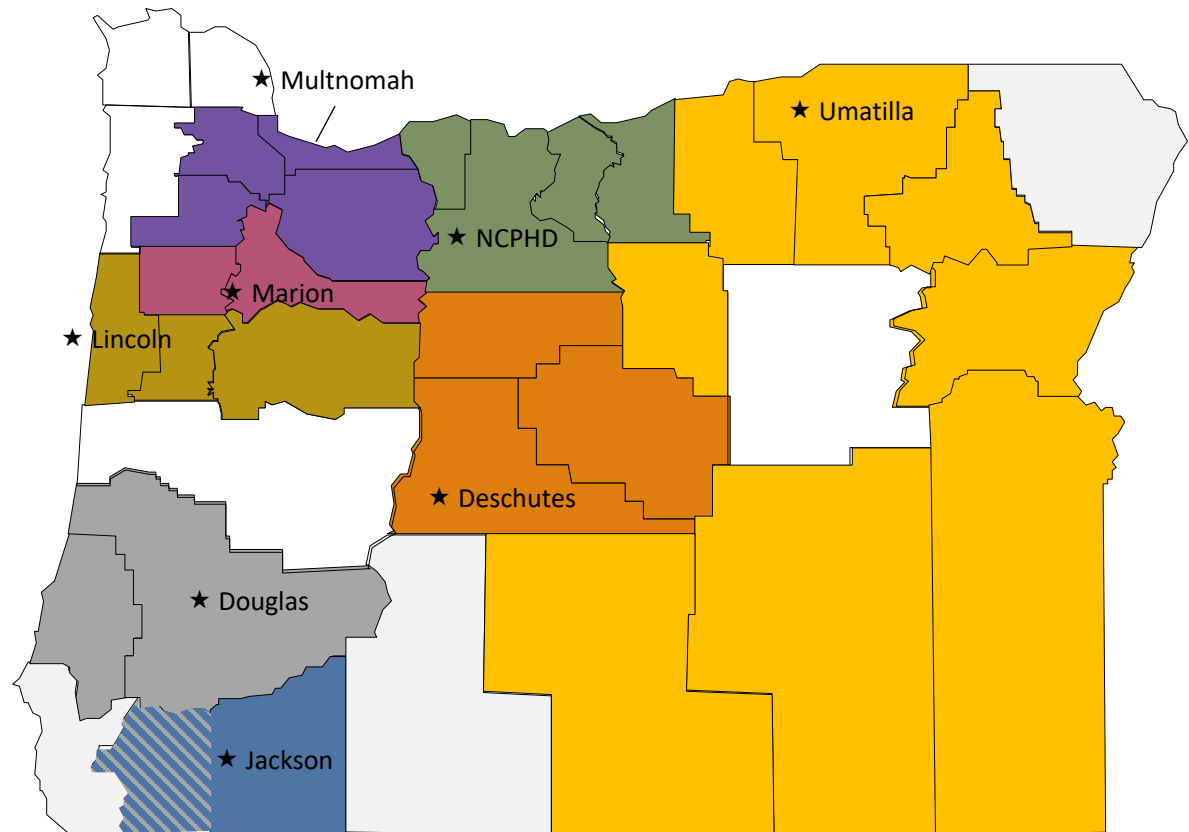 ★ Multnomah
★ Umatilla
★ NCPHD
★ Marion
★ Lincoln
★ Deschutes
★ Douglas
★ Jackson